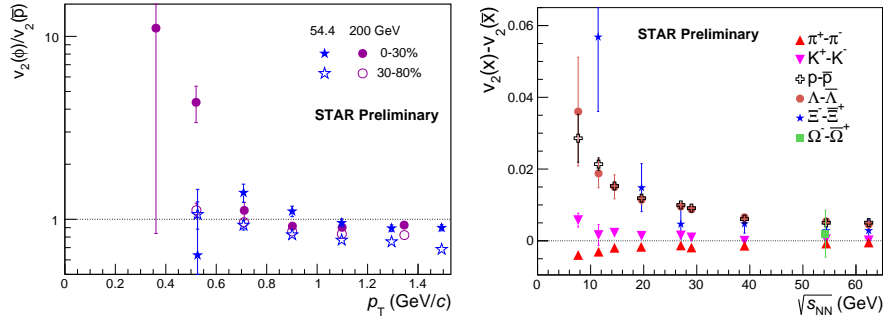 v₂(ϕ)/v₂(p̅)
10
1
54.4 200 GeV
0-30%
30-80%
STAR Preliminary
0 0.2 0.4 0.6 0.8 1 1.2 1.4
p_T (GeV/c)
v₂(x)-v₂(x̅)
0.06
0.04
0.02
0
STAR Preliminary
π⁺-π⁻
K⁺-K⁻
p-p̅
Λ-Λ̅
Ξ⁻-Ξ̅⁺
Ω⁻-Ω̅⁺
0 10 20 30 40 50 60
√s_NN (GeV)